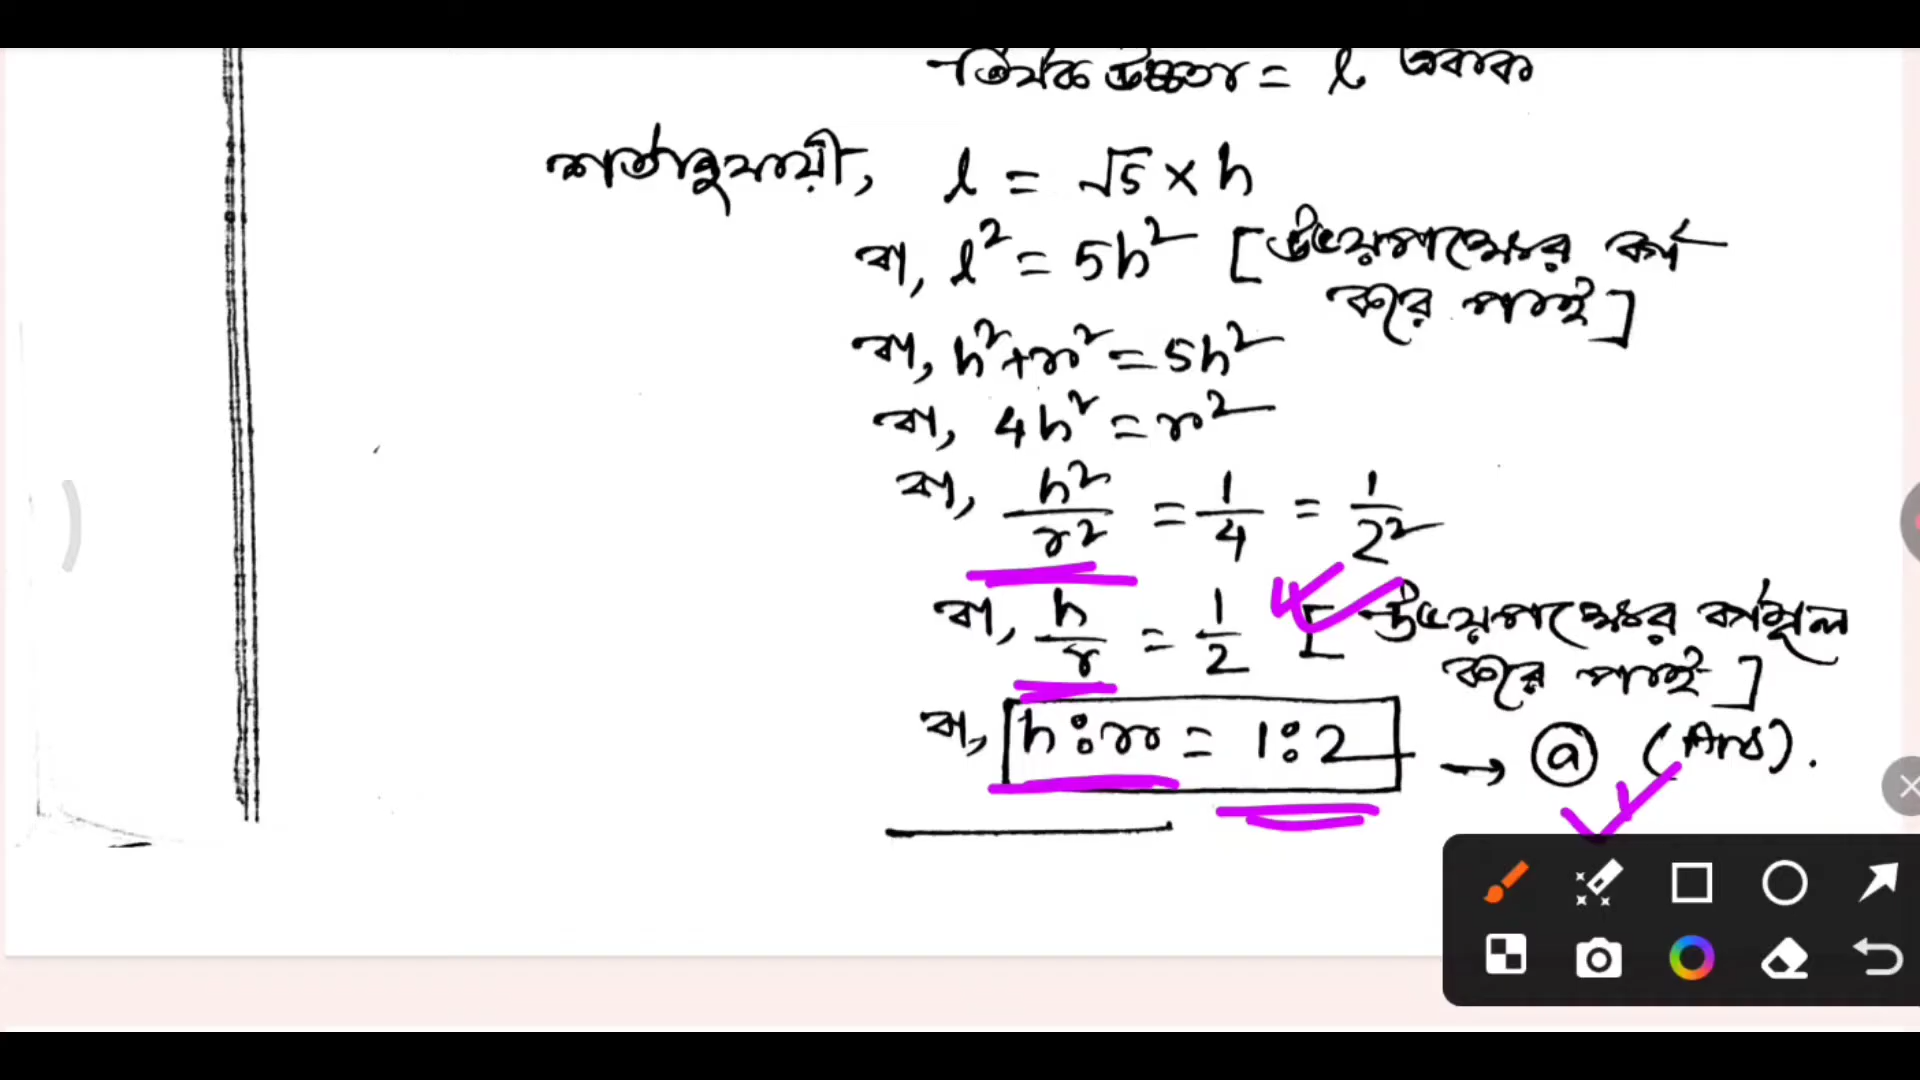 তির্যক উচ্চতা = l একক
শর্তানুযায়ী, l = √5 × h
বা, l² = 5h² [উভয়পক্ষের বর্গ
করে পাই]
বা, h² + r² = 5h²
বা, 4h² = r²
বা, h²/r² = 1/4 = 1/2²
বা, h/r = 1/2 [উভয়পক্ষের বর্গমূল
করে পাই]
বা, h : r = 1 : 2 → ⓐ (Ans).